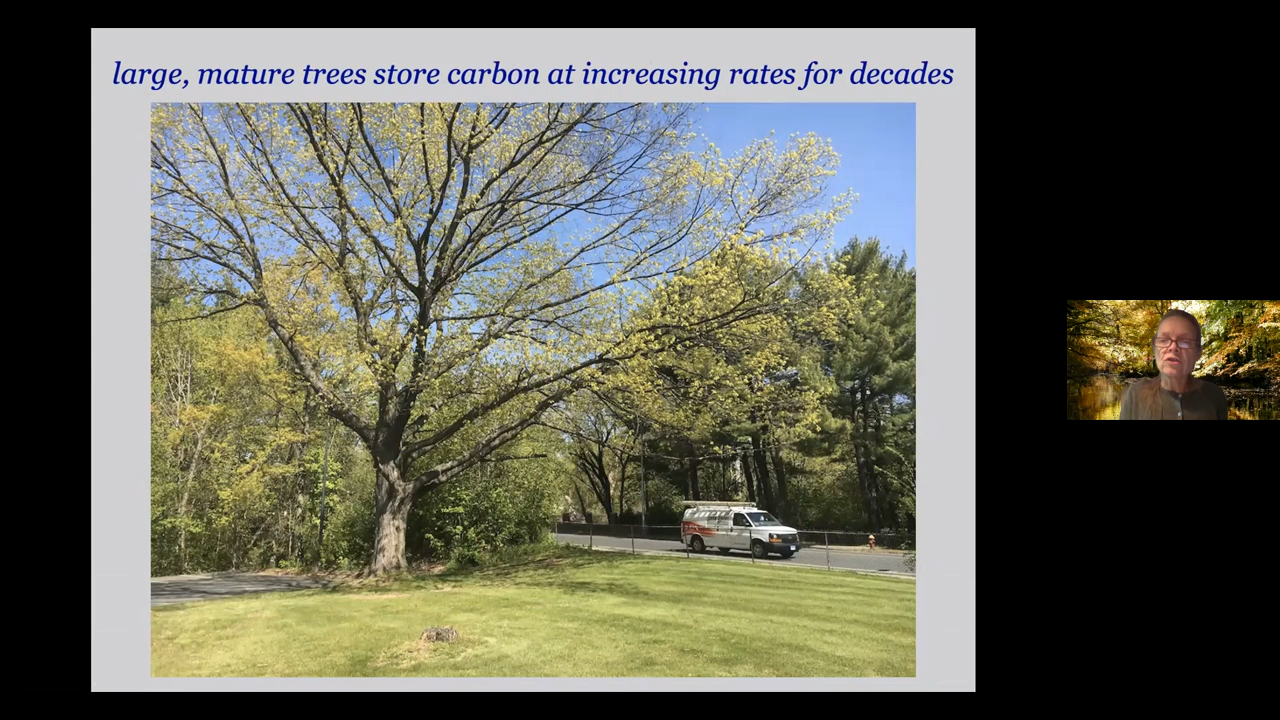 large, mature trees store carbon at increasing rates for decades